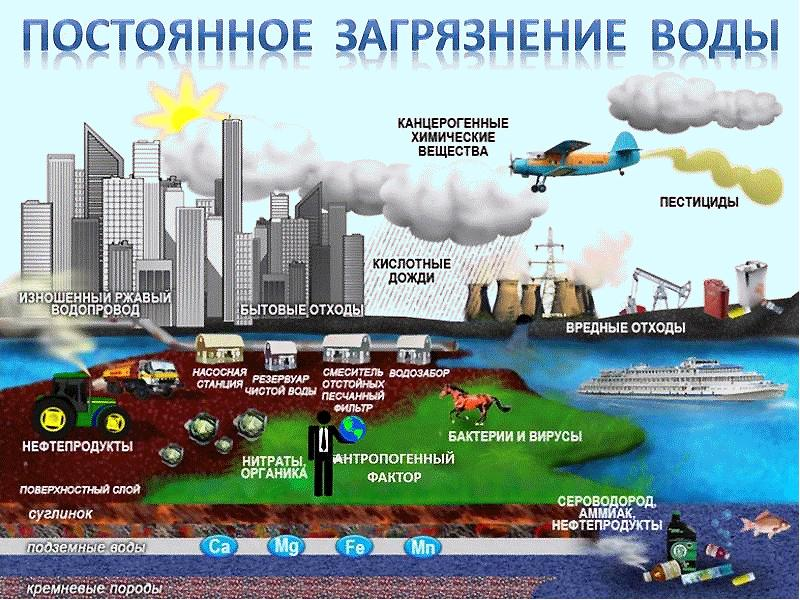 ПОСТОЯННОЕ ЗАГРЯЗНЕНИЕ ВОДЫ
КАНЦЕРОГЕННЫЕ
ХИМИЧЕСКИЕ
ВЕЩЕСТВА
ПЕСТИЦИДЫ
КИСЛОТНЫЕ
ДОЖДИ
ИЗНОШЕННЫЙ РЖАВЫЙ
ВОДОПРОВОД
БЫТОВЫЕ ОТХОДЫ
ВРЕДНЫЕ ОТХОДЫ
НАСОСНАЯ
СТАНЦИЯ
РЕЗЕРВУАР
ЧИСТОЙ ВОДЫ
СМЕСИТЕЛЬ
ОТСТОЙНЫХ
ПЕСЧАННЫЙ
ФИЛЬТР
ВОДОЗАБОР
НЕФТЕПРОДУКТЫ
БАКТЕРИИ И ВИРУСЫ
НИТРАТЫ,
ОРГАНИКА
АНТРОПОГЕННЫЙ
ФАКТОР
ПОВЕРХНОСТНЫЙ СЛОЙ
СЕРОВОДОРОД,
АММИАК,
НЕФТЕПРОДУКТЫ
суглинок
подземные воды
Ca Mg Fe Mn
кремневые породы